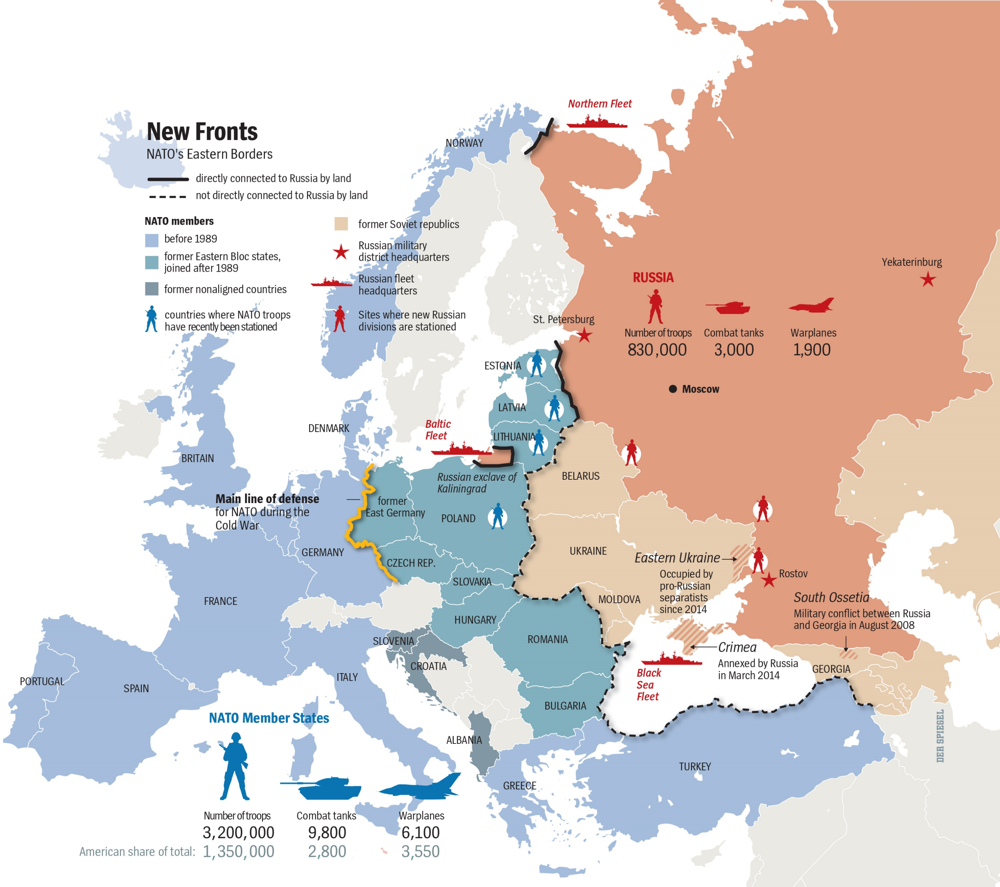 New Fronts
NATO's Eastern Borders
directly connected to Russia by land
not directly connected to Russia by land
NATO members
before 1989
former Eastern Bloc states,
joined after 1989
former nonaligned countries
countries where NATO troops
have recently been stationed
former Soviet republics
Russian military
district headquarters
Russian fleet
headquarters
Sites where new Russian
divisions are stationed
Northern Fleet
NORWAY
Yekaterinburg
RUSSIA
Number of troops
830,000
Combat tanks
3,000
Warplanes
1,900
St. Petersburg
Moscow
ESTONIA
LATVIA
LITHUANIA
Baltic
Fleet
DENMARK
BRITAIN
Russian exclave of
Kaliningrad
BELARUS
Main line of defense
for NATO during the
Cold War
former
East Germany
POLAND
GERMANY
CZECH REP.
UKRAINE
Eastern Ukraine
Occupied by
pro-Russian
separatists
since 2014
Rostov
SLOVAKIA
FRANCE
MOLDOVA
South Ossetia
Military conflict between Russia
and Georgia in August 2008
HUNGARY
SLOVENIA
ROMANIA
Crimea
Annexed by Russia
in March 2014
CROATIA
GEORGIA
Black
Sea
Fleet
PORTUGAL
SPAIN
ITALY
BULGARIA
ALBANIA
GREECE
TURKEY
DER SPIEGEL
NATO Member States
Number of troops
3,200,000
Combat tanks
9,800
Warplanes
6,100
American share of total: 1,350,000 2,800 3,550